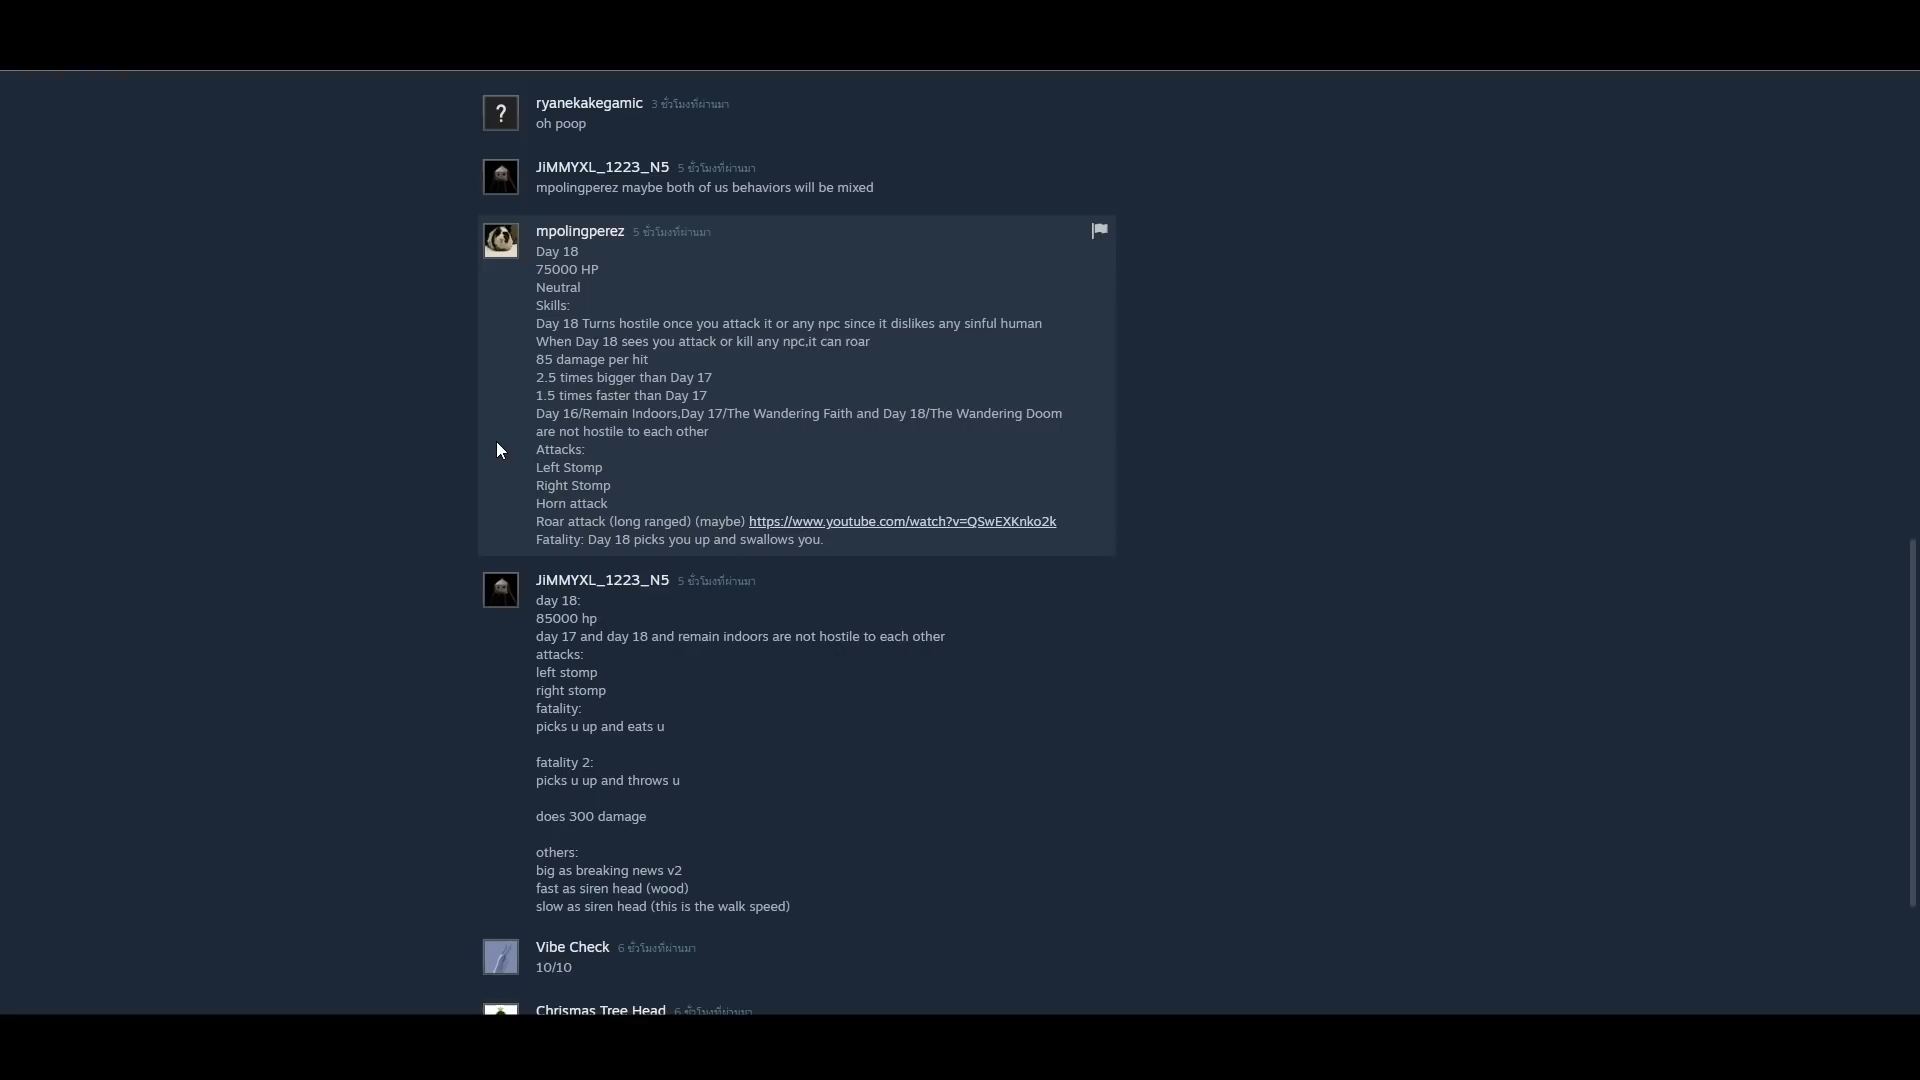 ?
ryanekakegamic 3 ชั่วโมงที่ผ่านมา
oh poop
JiMMYXL_1223_N5 5 ชั่วโมงที่ผ่านมา
mpolingperez maybe both of us behaviors will be mixed
mpolingperez 5 ชั่วโมงที่ผ่านมา
Day 18
75000 HP
Neutral
Skills:
Day 18 Turns hostile once you attack it or any npc since it dislikes any sinful human
When Day 18 sees you attack or kill any npc,it can roar
85 damage per hit
2.5 times bigger than Day 17
1.5 times faster than Day 17
Day 16/Remain Indoors,Day 17/The Wandering Faith and Day 18/The Wandering Doom
are not hostile to each other
Attacks:
Left Stomp
Right Stomp
Horn attack
Roar attack (long ranged) (maybe) https://www.youtube.com/watch?v=QSwEXKnko2k
Fatality: Day 18 picks you up and swallows you.
JiMMYXL_1223_N5 5 ชั่วโมงที่ผ่านมา
day 18:
85000 hp
day 17 and day 18 and remain indoors are not hostile to each other
attacks:
left stomp
right stomp
fatality:
picks u up and eats u
fatality 2:
picks u up and throws u
does 300 damage
others:
big as breaking news v2
fast as siren head (wood)
slow as siren head (this is the walk speed)
Vibe Check 6 ชั่วโมงที่ผ่านมา
10/10
Chrismas Tree Head 6 ชั่วโมงที่ผ่านมา